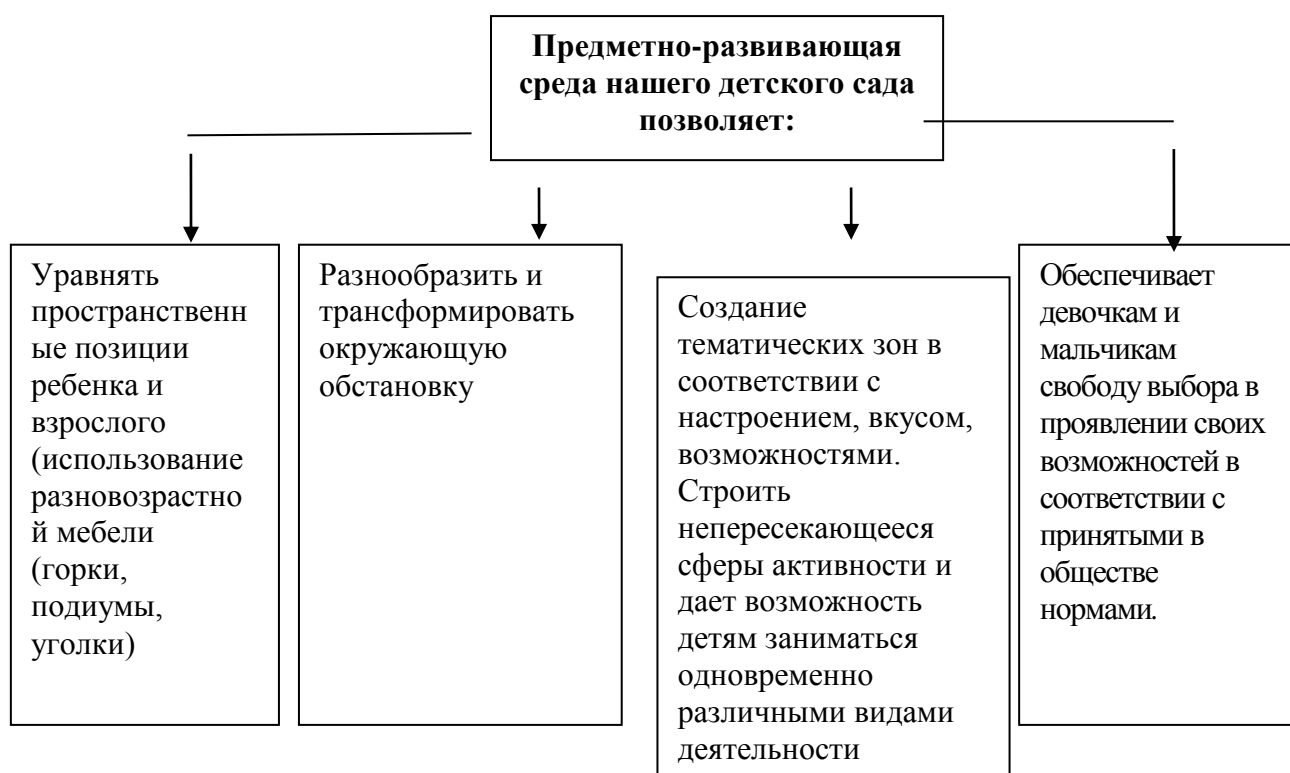 Предметно-развивающая
среда нашего детского сада
позволяет:
Уравнять
пространственн
ые позиции
ребенка и
взрослого
(использование
разновозрастно
й мебели
(горки,
подиумы,
уголки)
Разнообразить и
трансформировать
окружающую
обстановку
Создание
тематических зон в
соответствии с
настроением, вкусом,
возможностями.
Строить
непересекающееся
сферы активности и
дает возможность
детям заниматься
одновременно
различными видами
деятельности
Обеспечивает
девочкам и
мальчикам
свободу выбора в
проявлении своих
возможностей в
соответствии с
принятыми в
обществе
нормами.